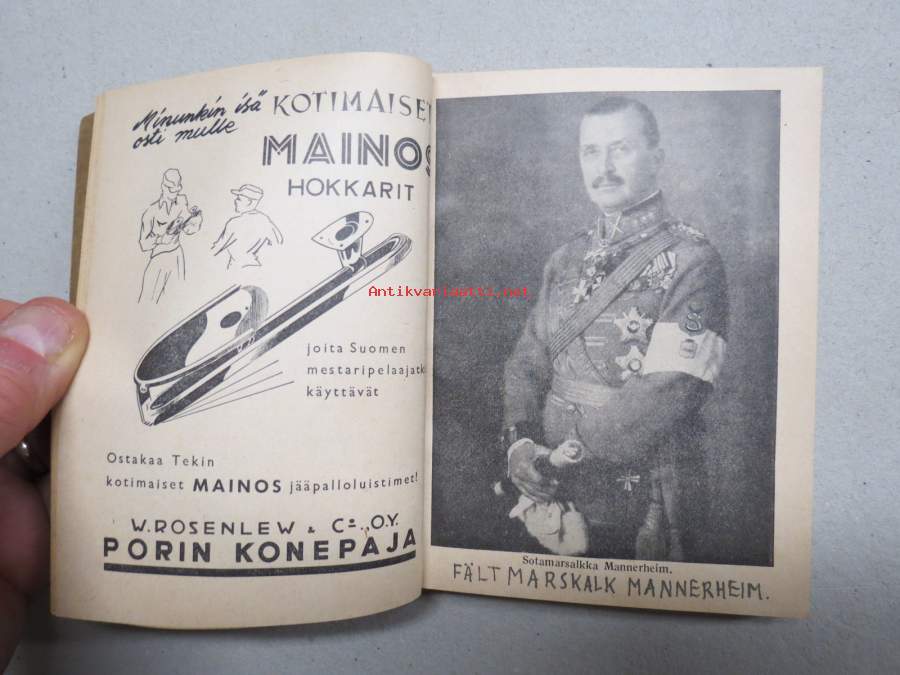 Minunkin isä
osti mulle
KOTIMAISET
MAINOS
HOKKARIT
joita Suomen
mestaripelaajatk
käyttävät
Ostakaa Tekin
kotimaiset MAINOS jääpalloluistimet!
W. ROSENLEW & Co., O.Y.
PORIN KONEPAJA
Antikvariaatti.net
Sotamarsalkka Mannerheim.
FÄLTMARSKALK MANNERHEIM.